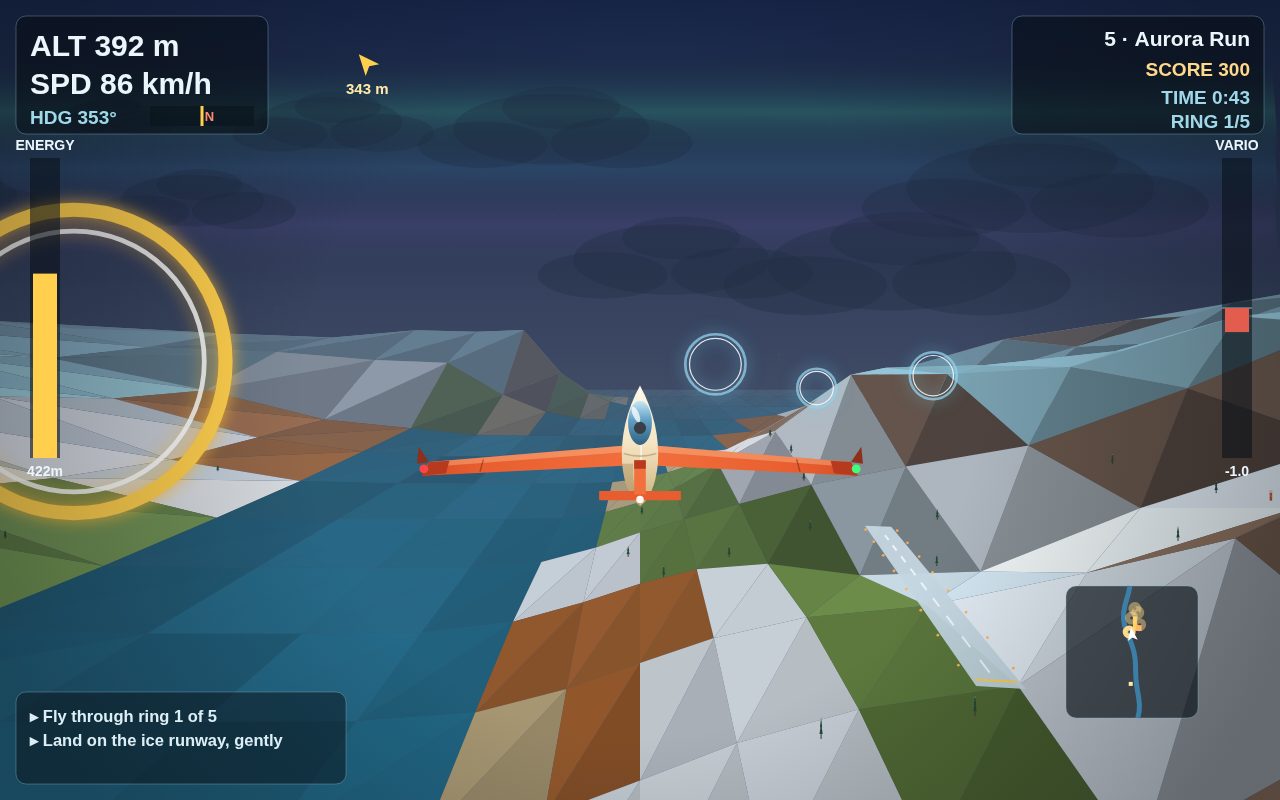 ALT 392 m
SPD 86 km/h
HDG 353°
N
343 m
5 · Aurora Run
SCORE 300
TIME 0:43
RING 1/5
ENERGY
422m
VARIO
-1.0
▸ Fly through ring 1 of 5
▸ Land on the ice runway, gently